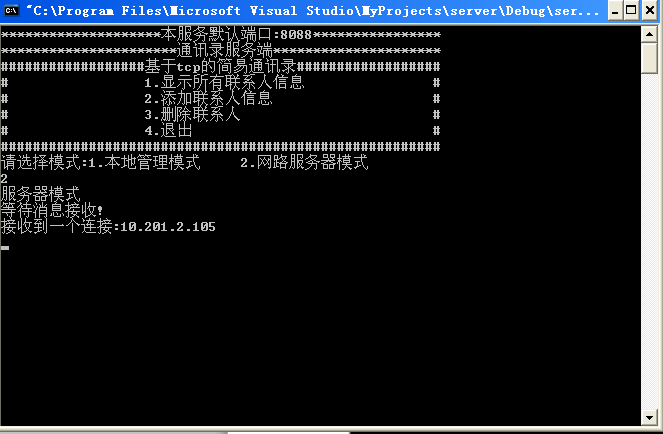 "C:\Program Files\Microsoft Visual Studio\MyProjects\server\Debug\ser...
********************本服务默认端口:8088****************
**********************通讯录服务端*********************
##################基于tcp的简易通讯录##################
# 1.显示所有联系人信息 #
# 2.添加联系人信息 #
# 3.删除联系人 #
# 4.退出 #
#######################################################
请选择模式:1.本地管理模式 2.网路服务器模式
2
服务器模式
等待消息接收!
接收到一个连接:10.201.2.105